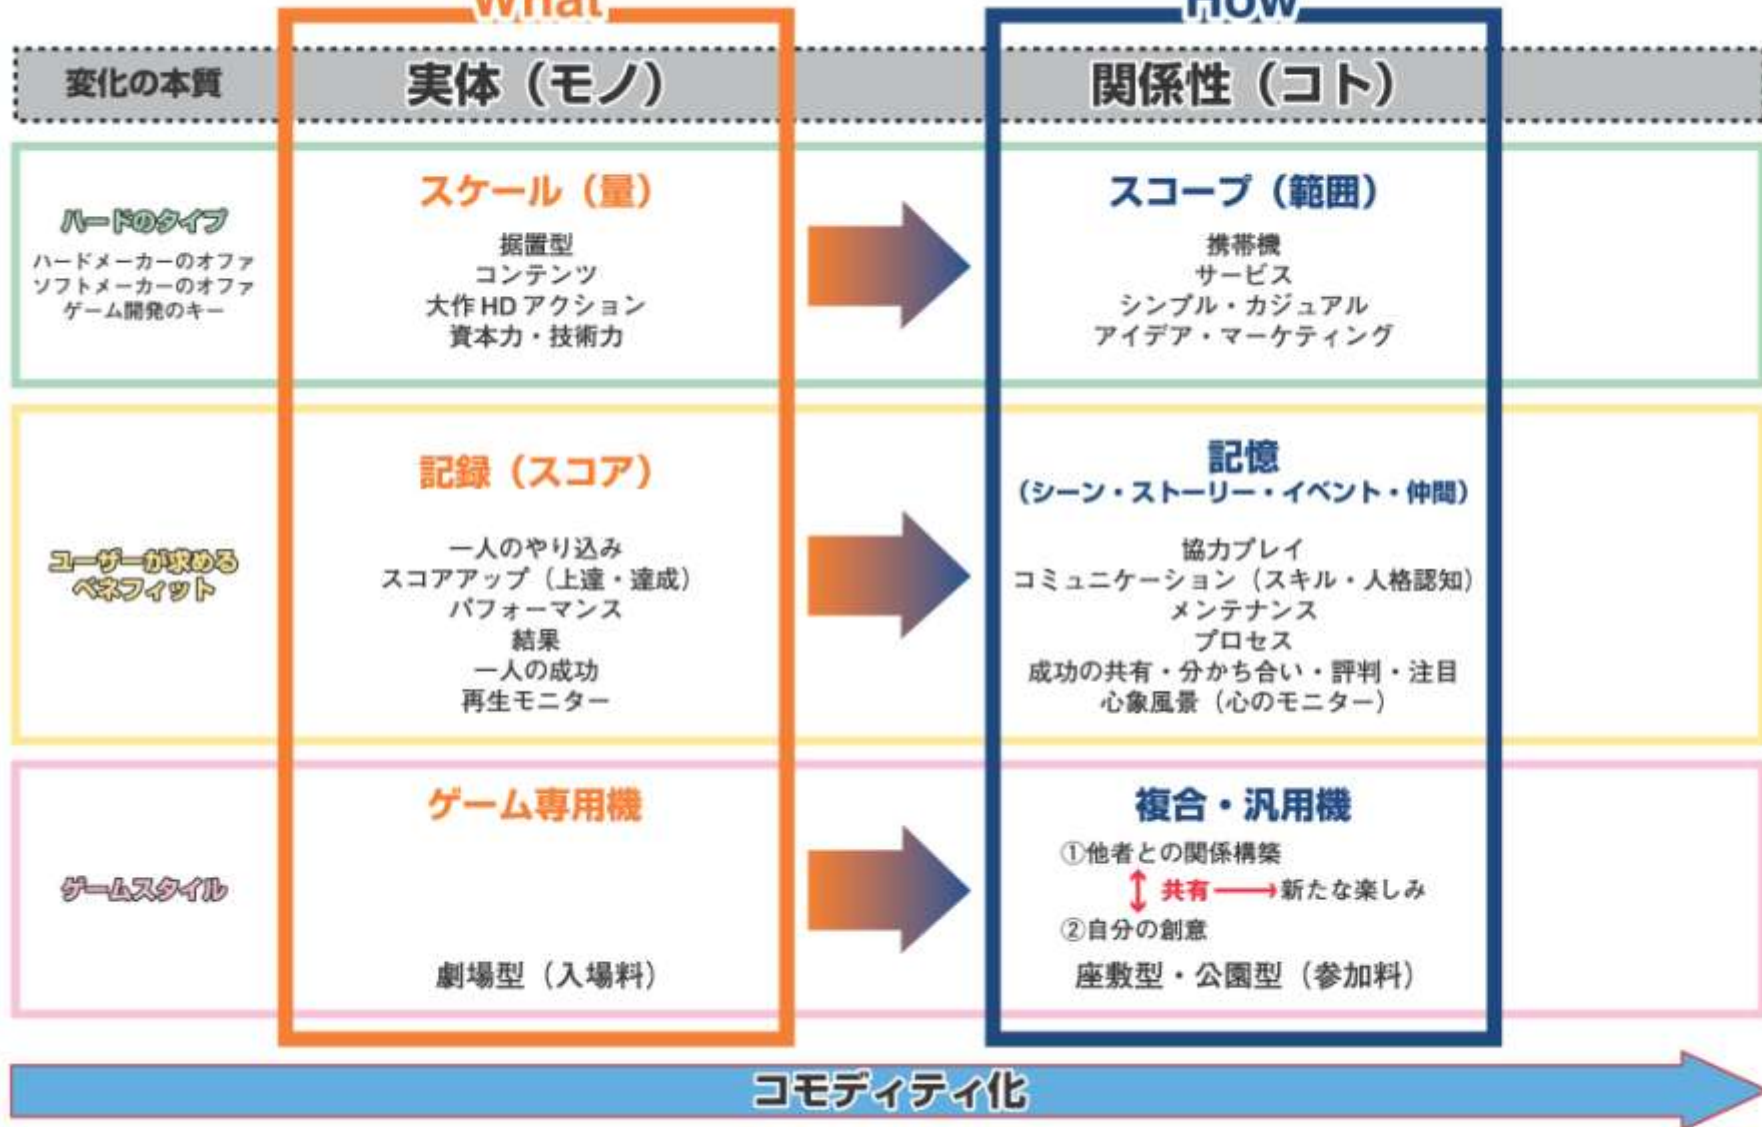 What
How
変化の本質
実体（モノ）
関係性（コト）
ハードのタイプ
ハードメーカーのオファ
ソフトメーカーのオファ
ゲーム開発のキー
スケール（量）
据置型
コンテンツ
大作HDアクション
資本力・技術力
スコープ（範囲）
携帯機
サービス
シンプル・カジュアル
アイデア・マーケティング
ユーザーが求める
ベネフィット
記録（スコア）
一人のやり込み
スコアアップ（上達・達成）
パフォーマンス
結果
一人の成功
再生モニター
記憶
（シーン・ストーリー・イベント・仲間）
協力プレイ
コミュニケーション（スキル・人格認知）
メンテナンス
プロセス
成功の共有・分かち合い・評判・注目
心象風景（心のモニター）
ゲームスタイル
ゲーム専用機
劇場型（入場料）
複合・汎用機
①他者との関係構築
共有 新たな楽しみ
②自分の創意
座敷型・公園型（参加料）
コモディティ化